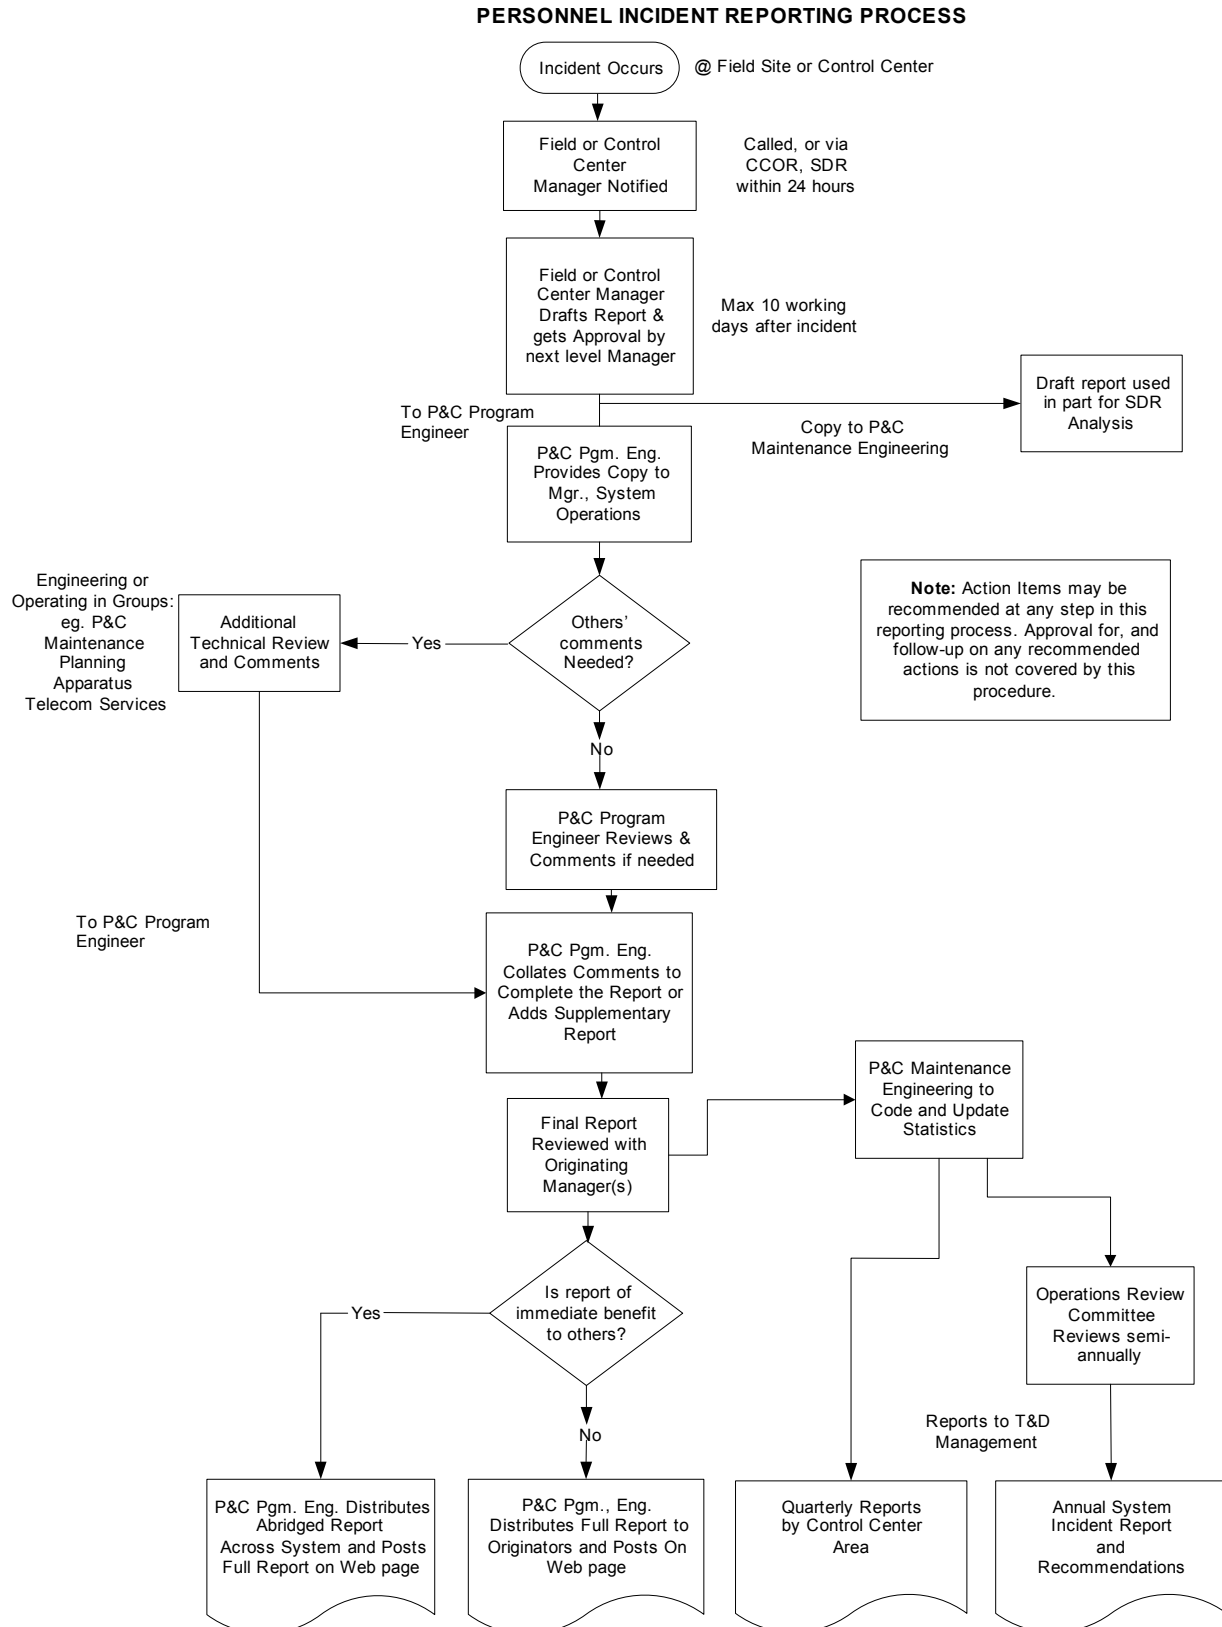 PERSONNEL INCIDENT REPORTING PROCESS
Incident Occurs
@ Field Site or Control Center
Field or Control
Center
Manager Notified
Called, or via
CCOR, SDR
within 24 hours
Field or Control
Center Manager
Drafts Report &
gets Approval by
next level Manager
Max 10 working
days after incident
To P&C Program
Engineer
Copy to P&C
Maintenance Engineering
Draft report used
in part for SDR
Analysis
P&C Pgm. Eng.
Provides Copy to
Mgr., System
Operations
Engineering or
Operating in Groups:
eg. P&C
Maintenance
Planning
Apparatus
Telecom Services
Additional
Technical Review
and Comments
Yes
Others'
comments
Needed?
Note: Action Items may be
recommended at any step in this
reporting process. Approval for, and
follow-up on any recommended
actions is not covered by this
procedure.
No
P&C Program
Engineer Reviews &
Comments if needed
To P&C Program
Engineer
P&C Pgm. Eng.
Collates Comments to
Complete the Report or
Adds Supplementary
Report
Final Report
Reviewed with
Originating
Manager(s)
P&C Maintenance
Engineering to
Code and Update
Statistics
Is report of
immediate benefit
to others?
Yes
No
Operations Review
Committee
Reviews semi-
annually
Reports to T&D
Management
P&C Pgm. Eng. Distributes
Abridged Report
Across System and Posts
Full Report on Web page
P&C Pgm., Eng.
Distributes Full Report to
Originators and Posts On
Web page
Quarterly Reports
by Control Center
Area
Annual System
Incident Report
and
Recommendations